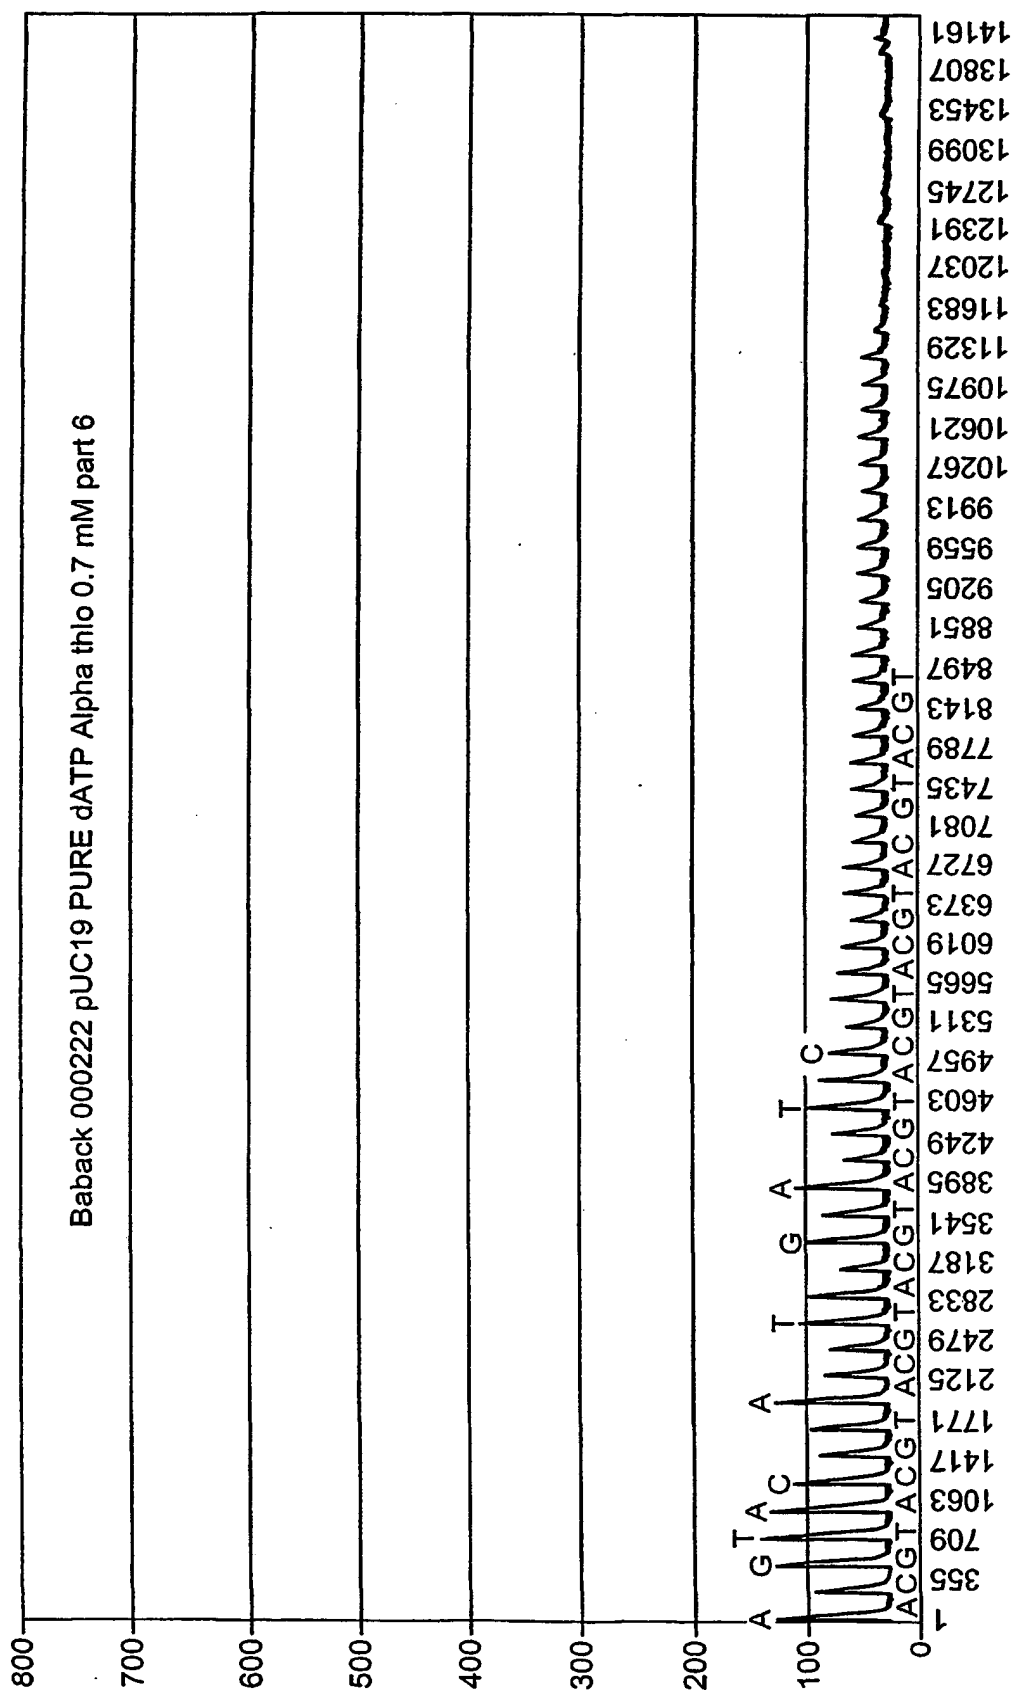 Baback 000222 pUC19 PURE dATP Alpha thIo 0.7 mM part 6
800
700
600
500
400
300
200
100
0
A G T A C A T G A T C
A C G T A C G T A C G T A C G T A C G T A C G T A C G T A C G T A C G T
1 355 709 1063 1417 1771 2125 2479 2833 3187 3541 3895 4249 4603 4957 5311 5665 6019 6373 6727 7081 7435 7789 8143 8497 8851 9205 9559 9913 10267 10621 10975 11329 11683 12037 12391 12745 13099 13453 13807 14161